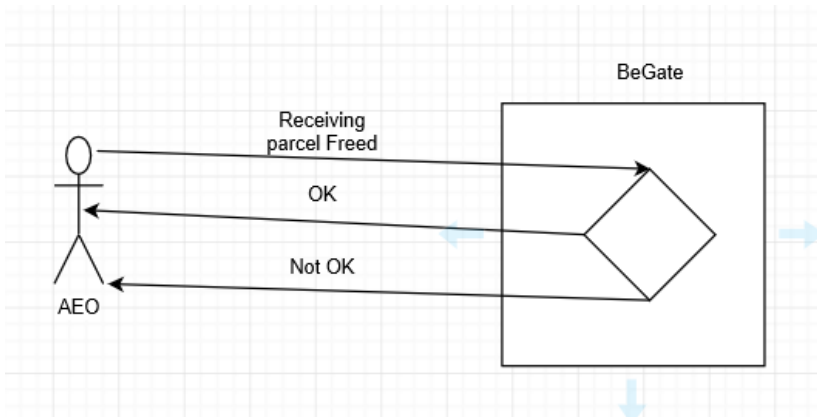 BeGate
Receiving
parcel Freed
OK
Not OK
AEO